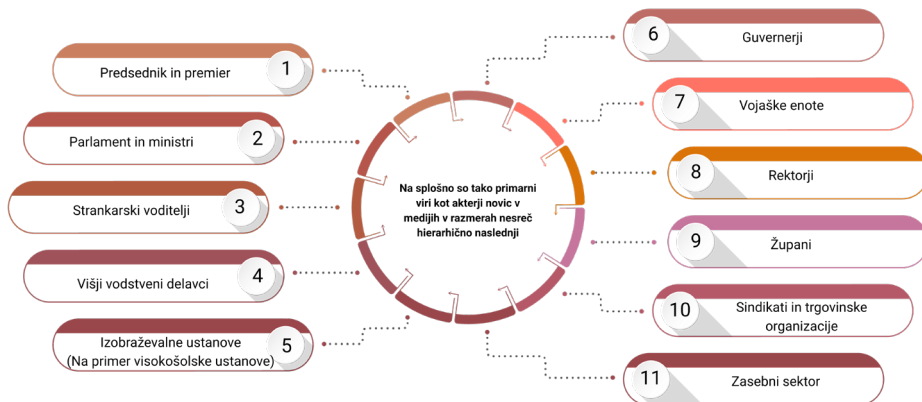 1
Predsednik in premier
2
Parlament in ministri
3
Strankarski voditelji
4
Višji vodstveni delavci
5
Izobraževalne ustanove
(Na primer visokošolske ustanove)
Na splošno so tako primarni
viri kot akterji novic v
medijih v razmerah nesreč
hierarhično naslednji
6
Guvernerji
7
Vojaške enote
8
Rektorji
9
Župani
10
Sindikati in trgovinske
organizacije
11
Zasebni sektor